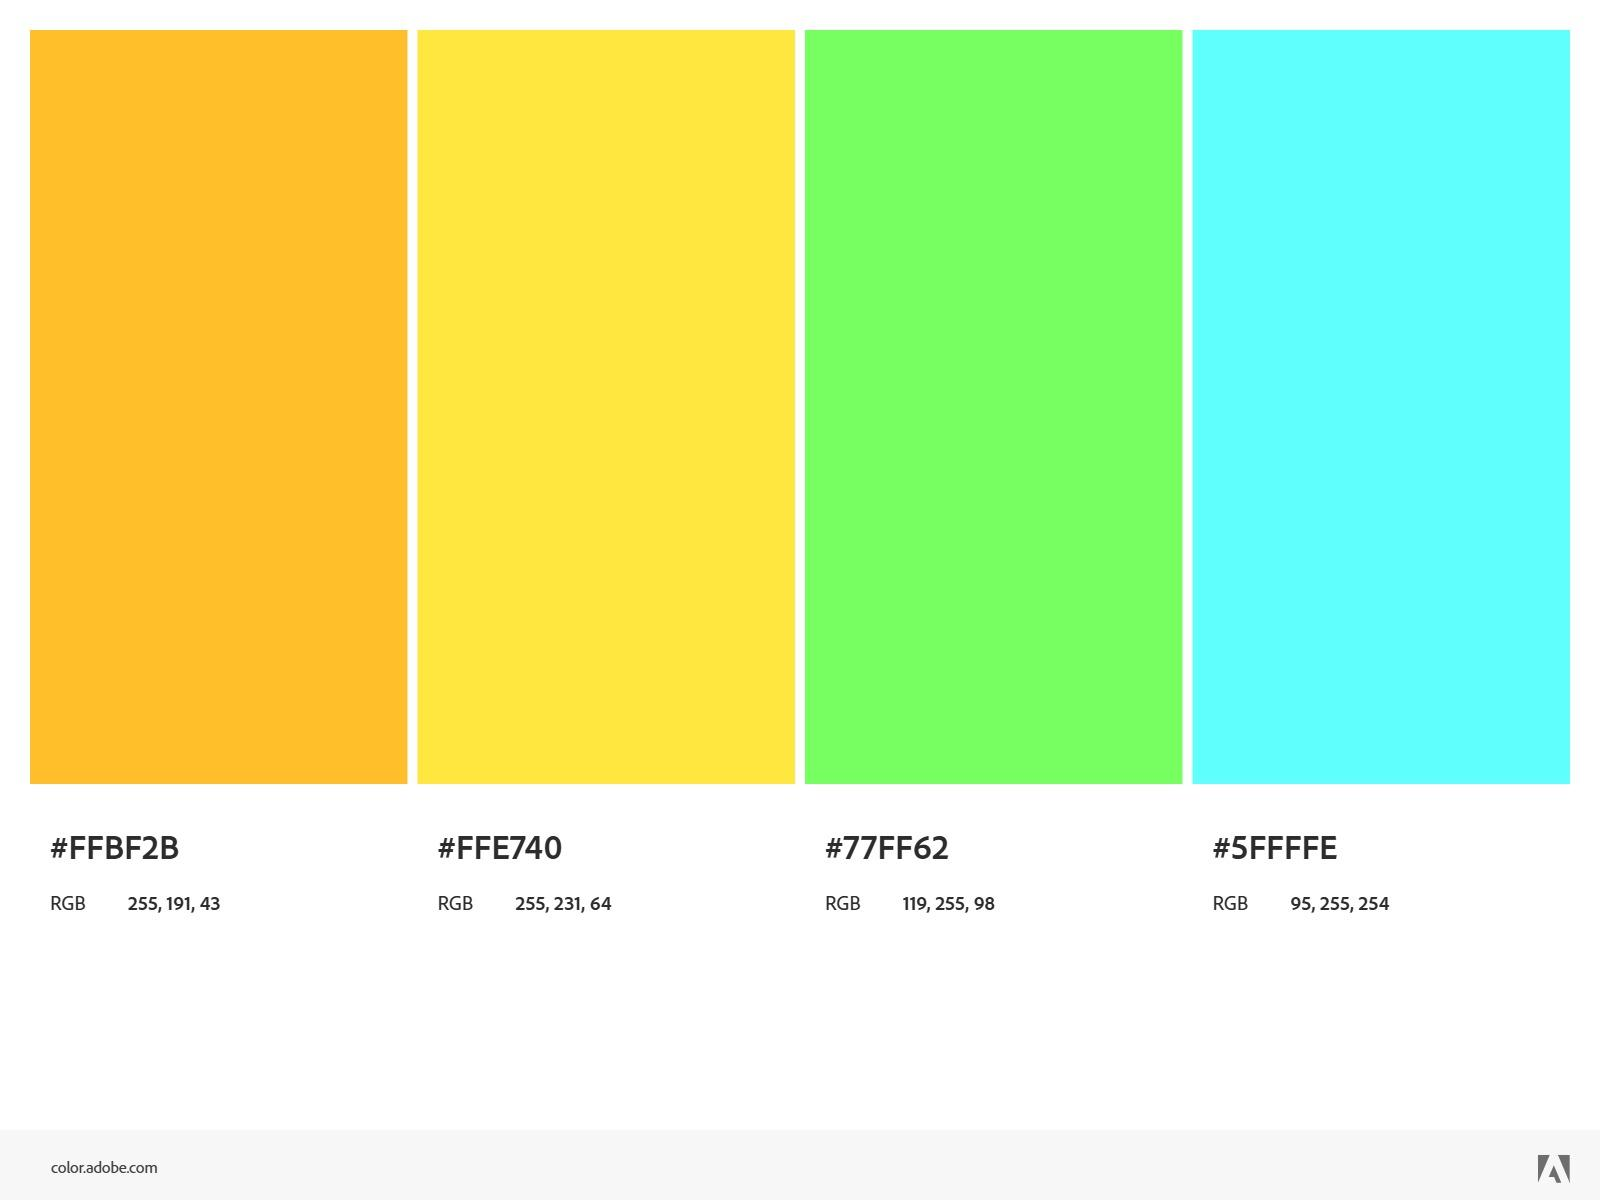 #FFBF2B
RGB 255, 191, 43
#FFE740
RGB 255, 231, 64
#77FF62
RGB 119, 255, 98
#5FFFFE
RGB 95, 255, 254
color.adobe.com